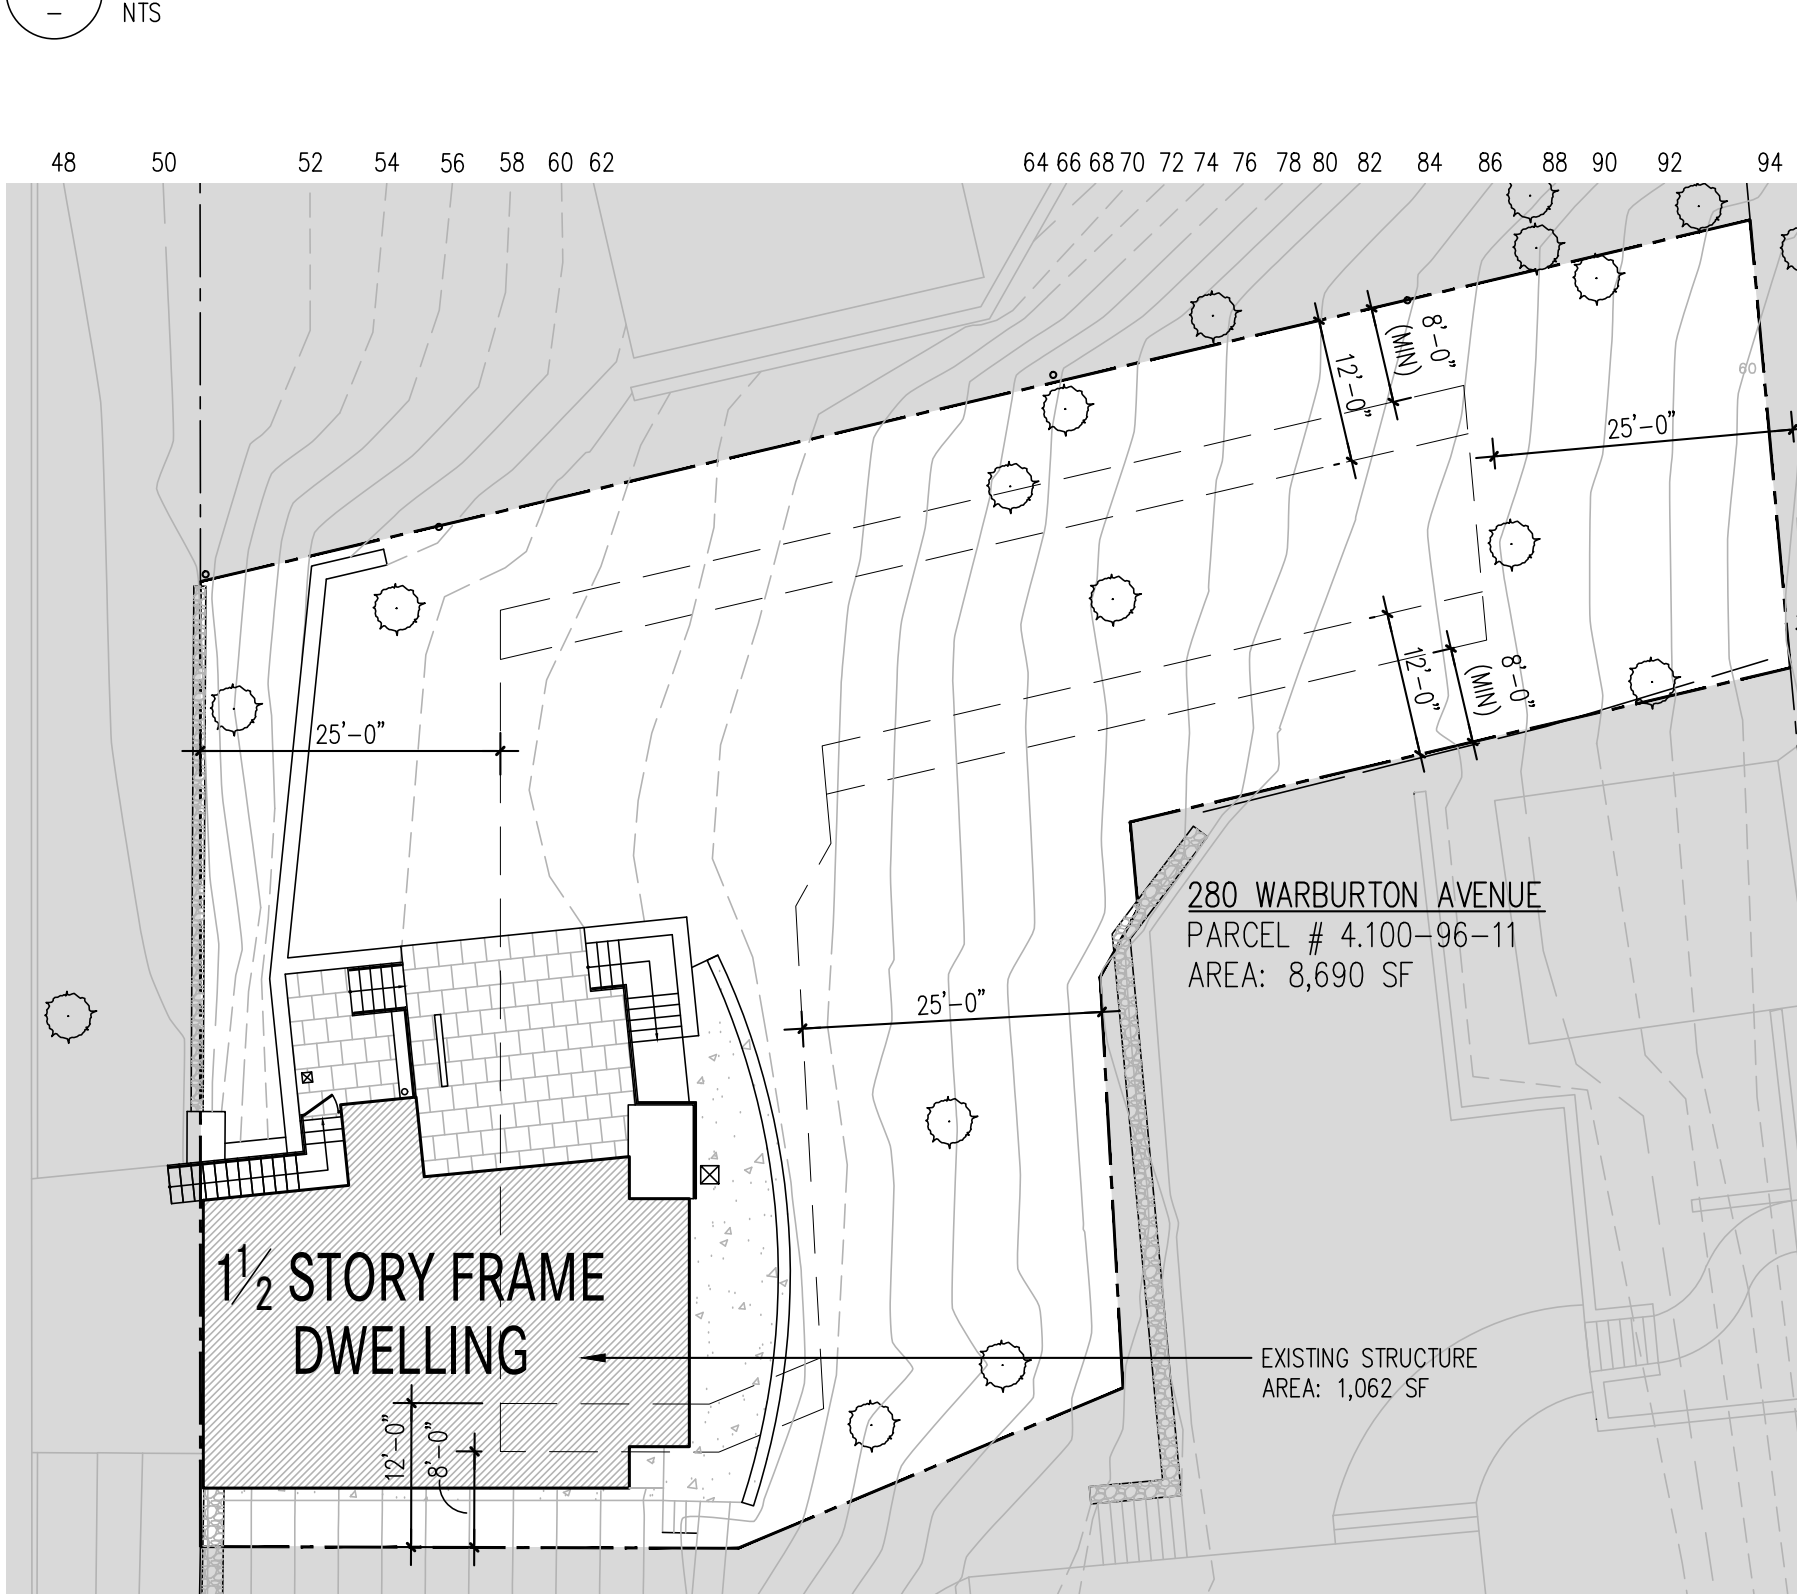 –
NTS
48 50 52 54 56 58 60 62 64 66 68 70 72 74 76 78 80 82 84 86 88 90 92 94
8'-0"
(MIN)
12'-0"
60
25'-0"
8'-0"
(MIN)
12'-0"
25'-0"
280 WARBURTON AVENUE
PARCEL # 4.100-96-11
AREA: 8,690 SF
25'-0"
1½ STORY FRAME
DWELLING
EXISTING STRUCTURE
AREA: 1,062 SF
12'-0"
8'-0"